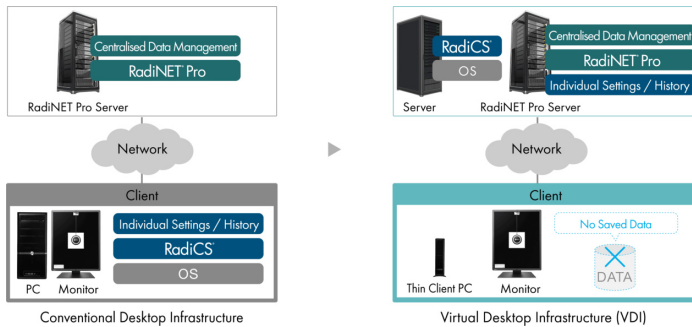 Centralised Data Management
RadiNET® Pro
RadiNET Pro Server
Network
Client
Individual Settings / History
RadiCS®
OS
PC
Monitor
Conventional Desktop Infrastructure
RadiCS®
OS
Server
Centralised Data Management
RadiNET® Pro
Individual Settings / History
RadiNET Pro Server
Network
Client
No Saved Data
DATA
Thin Client PC
Monitor
Virtual Desktop Infrastructure (VDI)